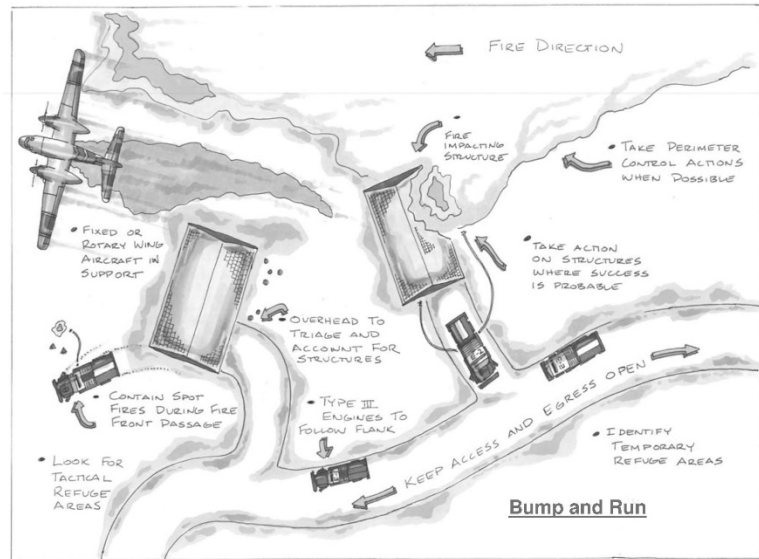 FIRE DIRECTION
• FIRE
IMPACTING
STRUCTURE
• TAKE PERIMETER
CONTROL ACTIONS
WHEN POSSIBLE
• FIXED OR
ROTARY WING
AIRCRAFT IN
SUPPORT
• TAKE ACTION
ON STRUCTURES
WHERE SUCCESS
IS PROBABLE
• OVERHEAD TO
TRIAGE AND
ACCOUNT FOR
STRUCTURES
• CONTAIN SPOT
FIRES DURING FIRE
FRONT PASSAGE
• TYPE III
ENGINES TO
FOLLOW FLANK
KEEP ACCESS AND EGRESS OPEN
• IDENTIFY
TEMPORARY
REFUGE AREAS
• LOOK FOR
TACTICAL
REFUGE
AREAS
Bump and Run